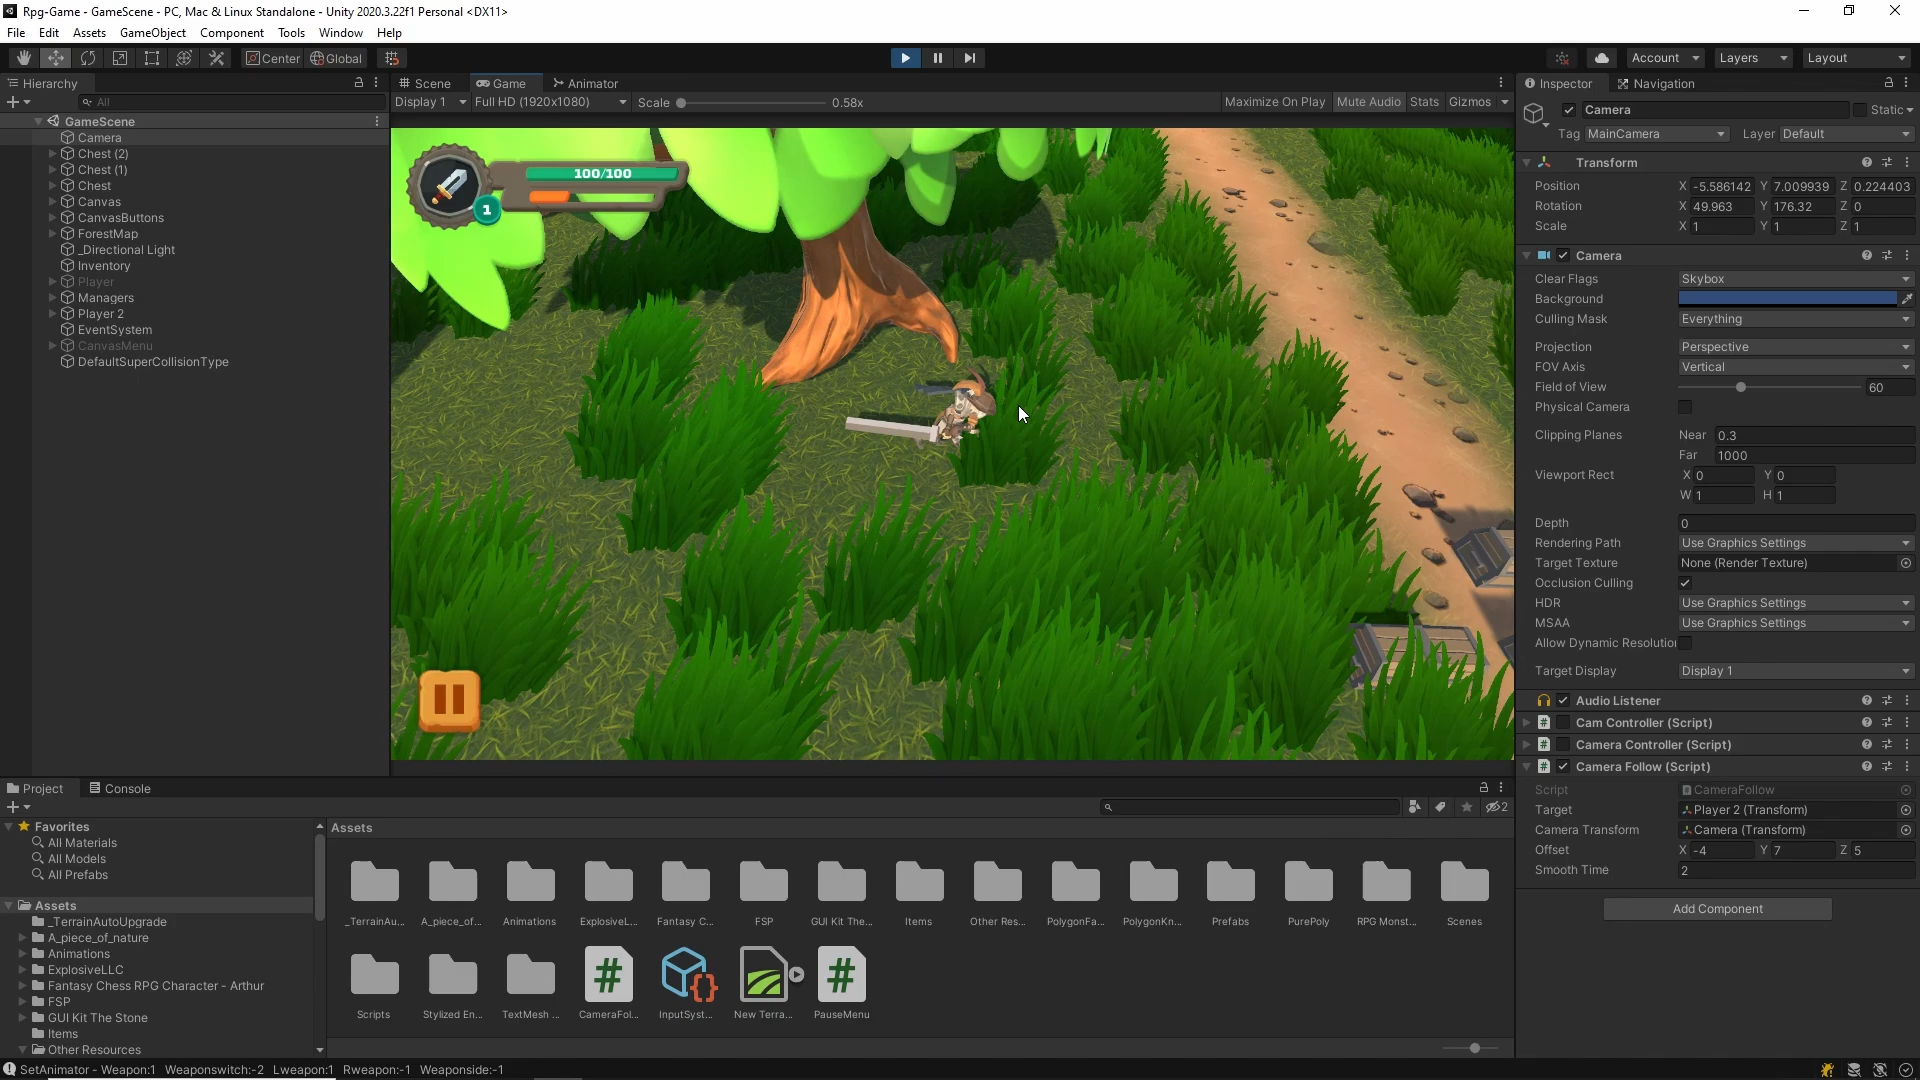 Rpg-Game - GameScene - PC, Mac & Linux Standalone - Unity 2020.3.22f1 Personal <DX11>
File Edit Assets GameObject Component Tools Window Help
Center Global Account Layers Layout
Hierarchy
All
GameScene
Camera
Chest (2)
Chest (1)
Chest
Canvas
CanvasButtons
ForestMap
_Directional Light
Inventory
Player
Managers
Player 2
EventSystem
CanvasMenu
DefaultSuperCollisionType
Scene Game Animator
Display 1 Full HD (1920x1080) Scale 0.58x Maximize On Play Mute Audio Stats Gizmos
100/100
1
Inspector Navigation
Camera Static
Tag MainCamera Layer Default
Transform
Position X -5.586142 Y 7.009939 Z 0.224403
Rotation X 49.963 Y 176.32 Z 0
Scale X 1 Y 1 Z 1
Camera
Clear Flags Skybox
Background
Culling Mask Everything
Projection Perspective
FOV Axis Vertical
Field of View 60
Physical Camera
Clipping Planes Near 0.3
Far 1000
Viewport Rect X 0 Y 0
W 1 H 1
Depth 0
Rendering Path Use Graphics Settings
Target Texture None (Render Texture)
Occlusion Culling
HDR Use Graphics Settings
MSAA Use Graphics Settings
Allow Dynamic Resolution
Target Display Display 1
Audio Listener
Cam Controller (Script)
Camera Controller (Script)
Camera Follow (Script)
Script CameraFollow
Target Player 2 (Transform)
Camera Transform Camera (Transform)
Offset X -4 Y 7 Z 5
Smooth Time 2
Add Component
Project Console
2
Favorites
All Materials
All Models
All Prefabs
Assets
_TerrainAutoUpgrade
A_piece_of_nature
Animations
ExplosiveLLC
Fantasy Chess RPG Character - Arthur
FSP
GUI Kit The Stone
Items
Other Resources
Assets
_TerrainAu... A_piece_of... Animations ExplosiveL... Fantasy C... FSP GUI Kit The... Items Other Res... PolygonFa... PolygonKn... Prefabs PurePoly RPG Monst... Scenes
Scripts Stylized En... TextMesh ... CameraFol... InputSyst... New Terra... PauseMenu
SetAnimator - Weapon:1 Weaponswitch:-2 Lweapon:1 Rweapon:-1 Weaponside:-1